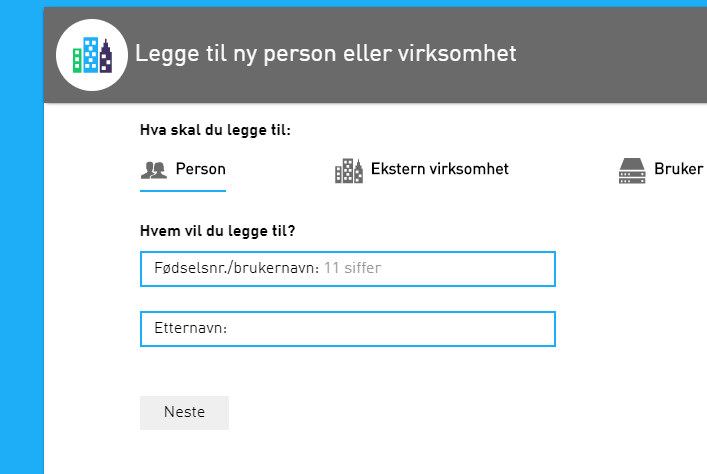 Legge til ny person eller virksomhet
Hva skal du legge til:
Person Ekstern virksomhet Bruker
Hvem vil du legge til?
Fødselsnr./brukernavn: 11 siffer
Etternavn:
Neste